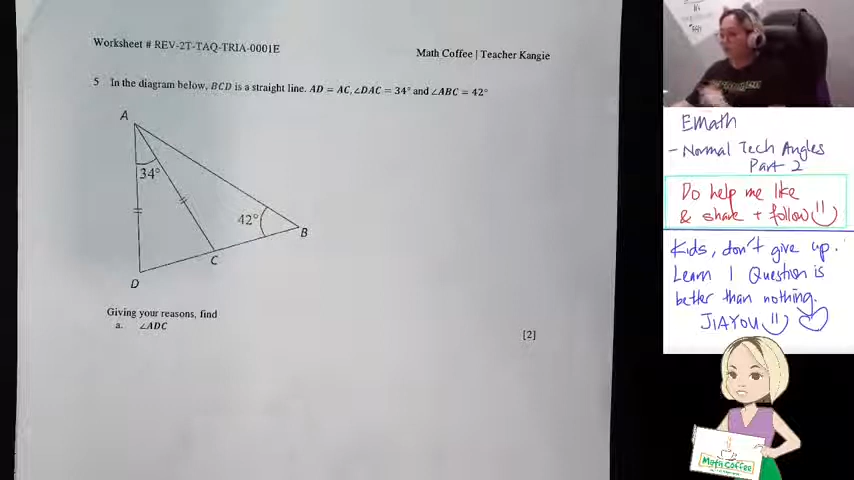 Worksheet # REV-2T-TAQ-TRIA-0001E
Math Coffee | Teacher Kangie
5 In the diagram below, BCD is a straight line. AD = AC, ∠DAC = 34° and ∠ABC = 42°
A
34°
42°
B
C
D
Giving your reasons, find
a. ∠ADC
[2]
EMath
- Normal Tech Angles
Part 2
Do help me like
& share + follow
Kids, don't give up.
Learn 1 Question is
better than nothing.
JIAYOU
Math Coffee